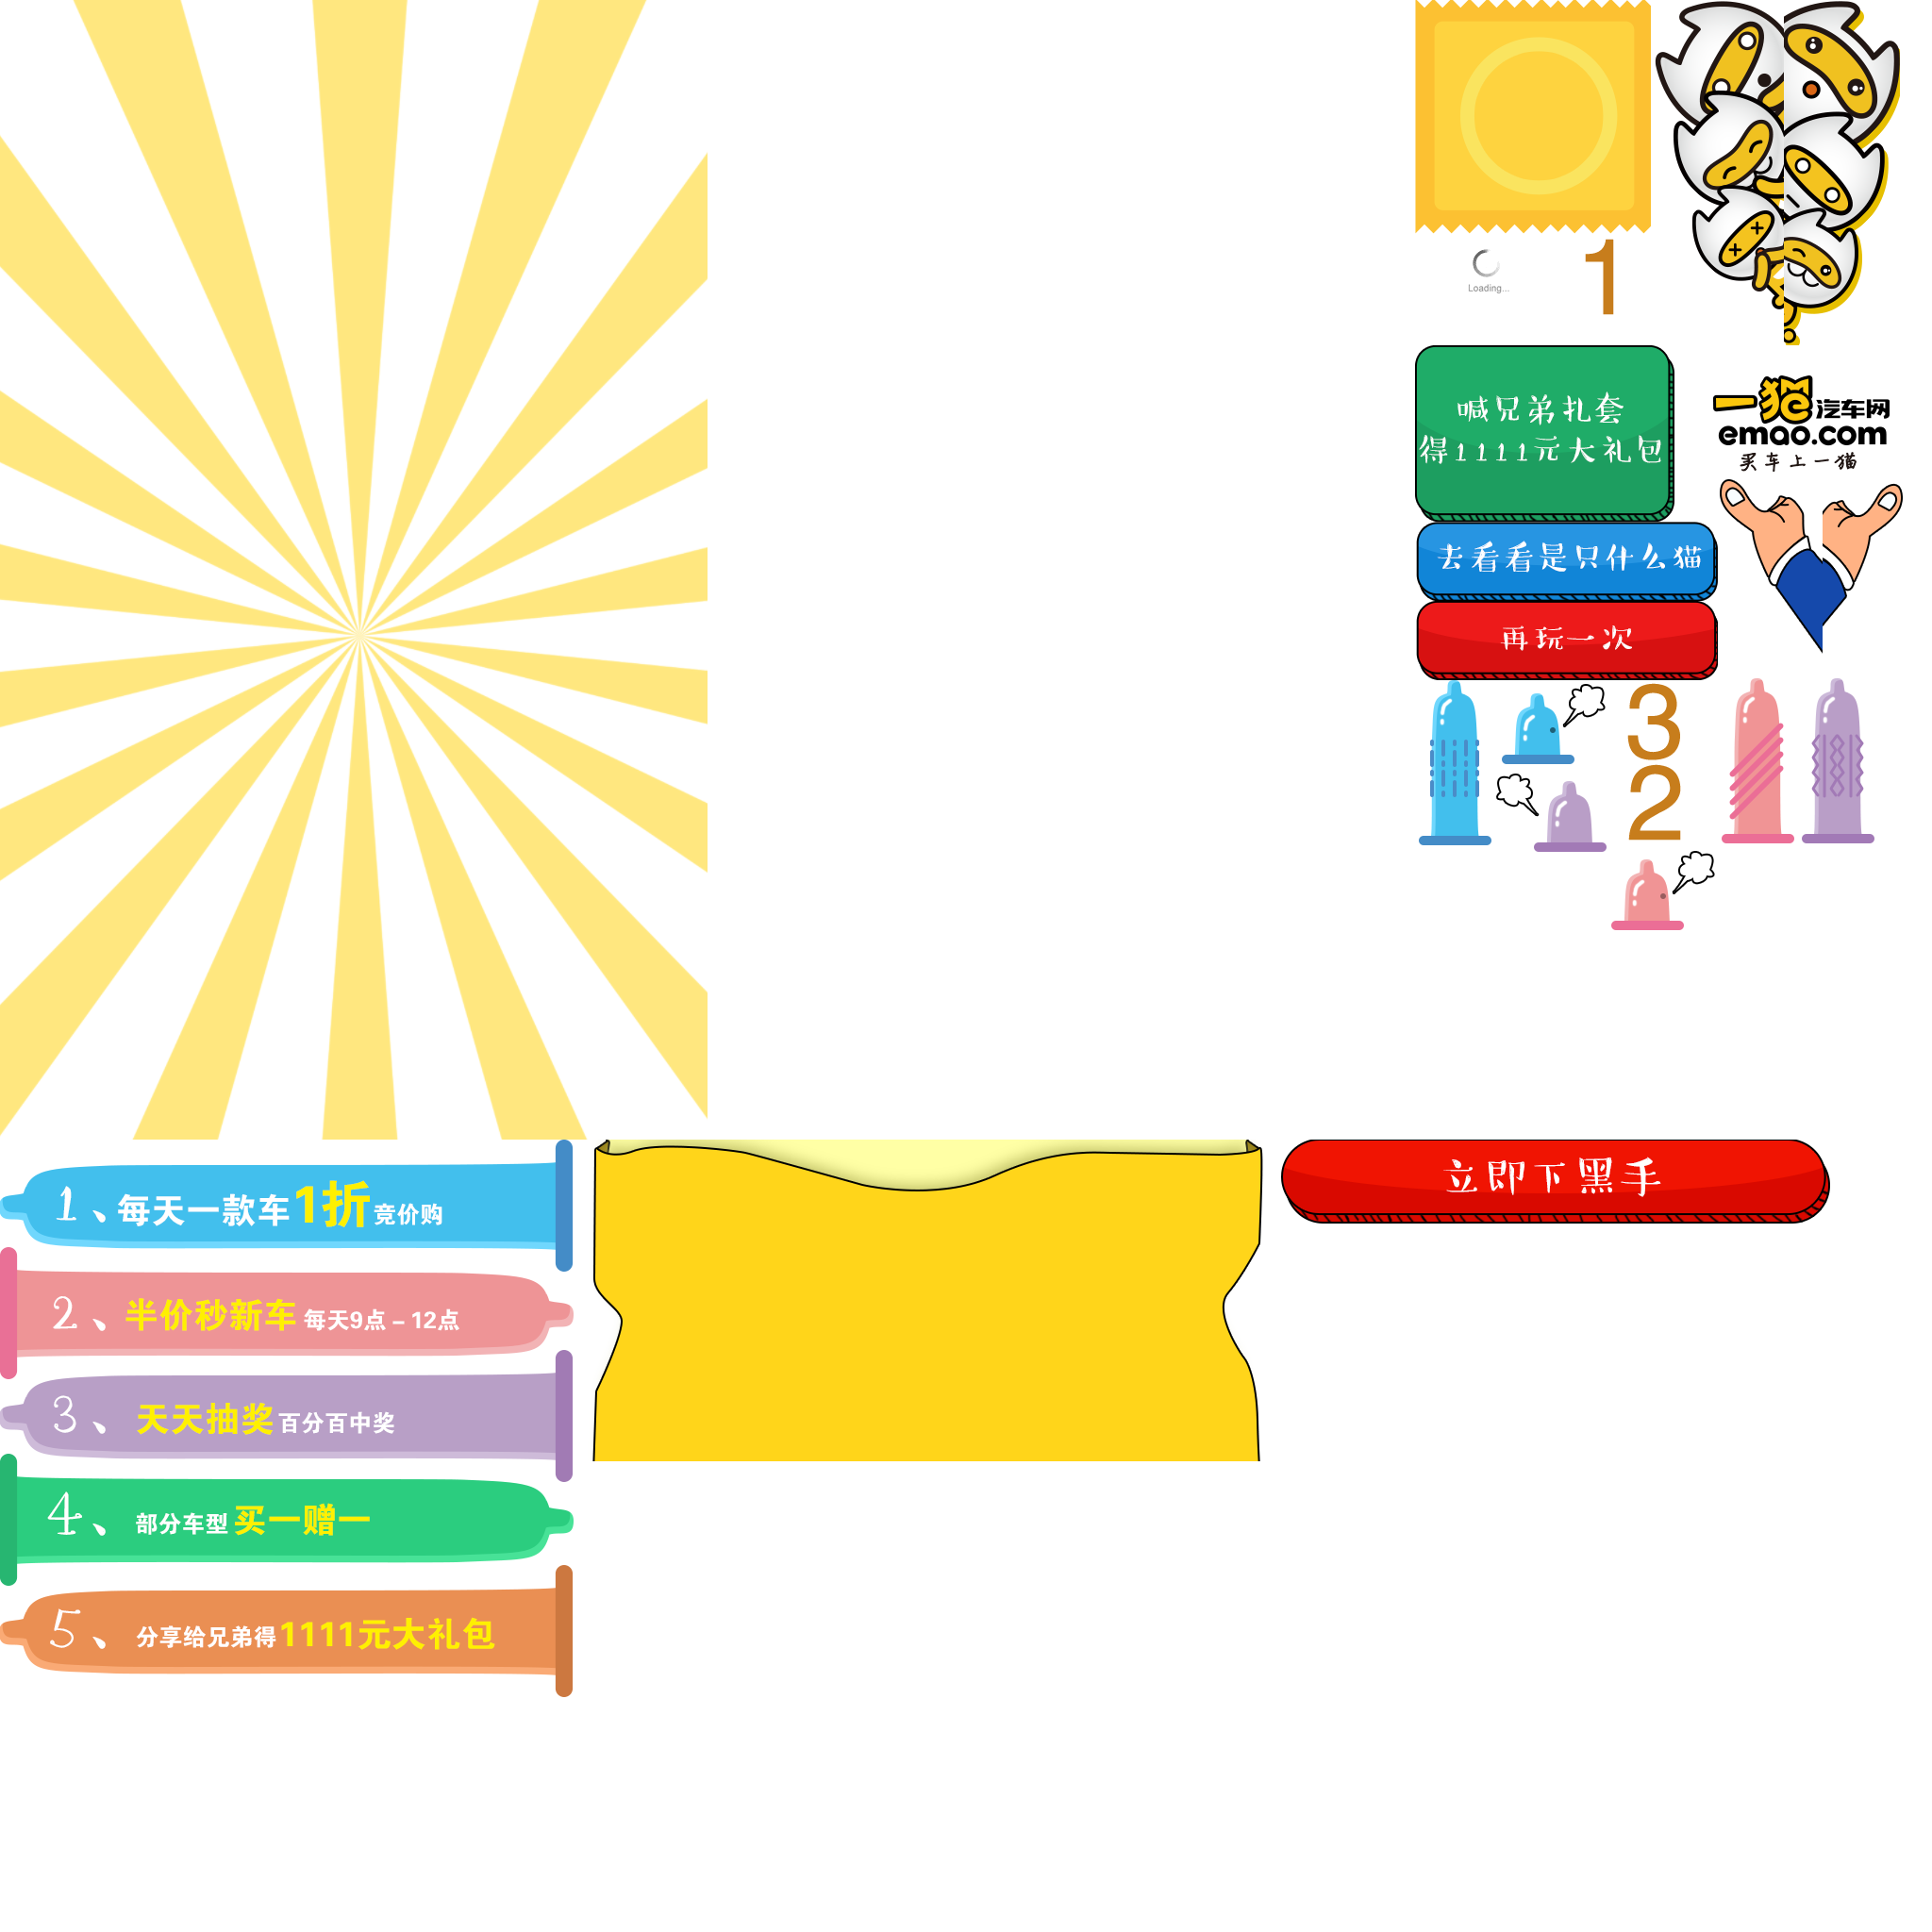 Loading...
1
喊兄弟扎套
得1111元大礼包
一猫汽车网
emao.com
买车上一猫
去看看是只什么猫
再玩一次
3
2
立即下黑手
1、每天一款车1折竞价购
2、半价秒新车 每天9点－12点
3、天天抽奖百分百中奖
4、部分车型买一赠一
5、分享给兄弟得1111元大礼包